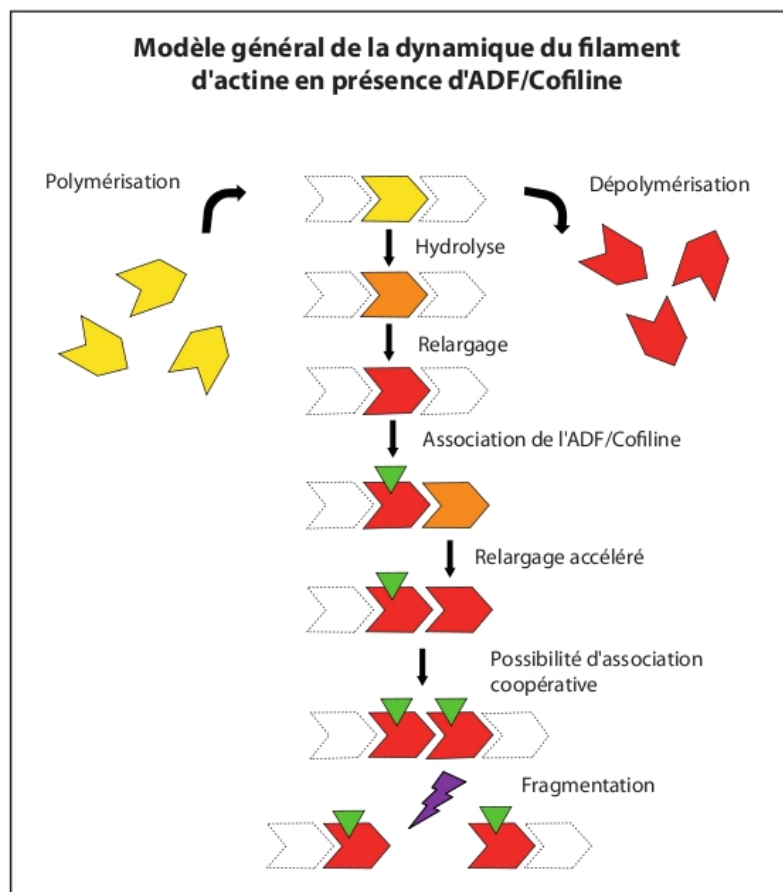 Modèle général de la dynamique du filament
d'actine en présence d'ADF/Cofiline
Polymérisation
Dépolymérisation
Hydrolyse
Relargage
Association de l'ADF/Cofiline
Relargage accéléré
Possibilité d'association
coopérative
Fragmentation